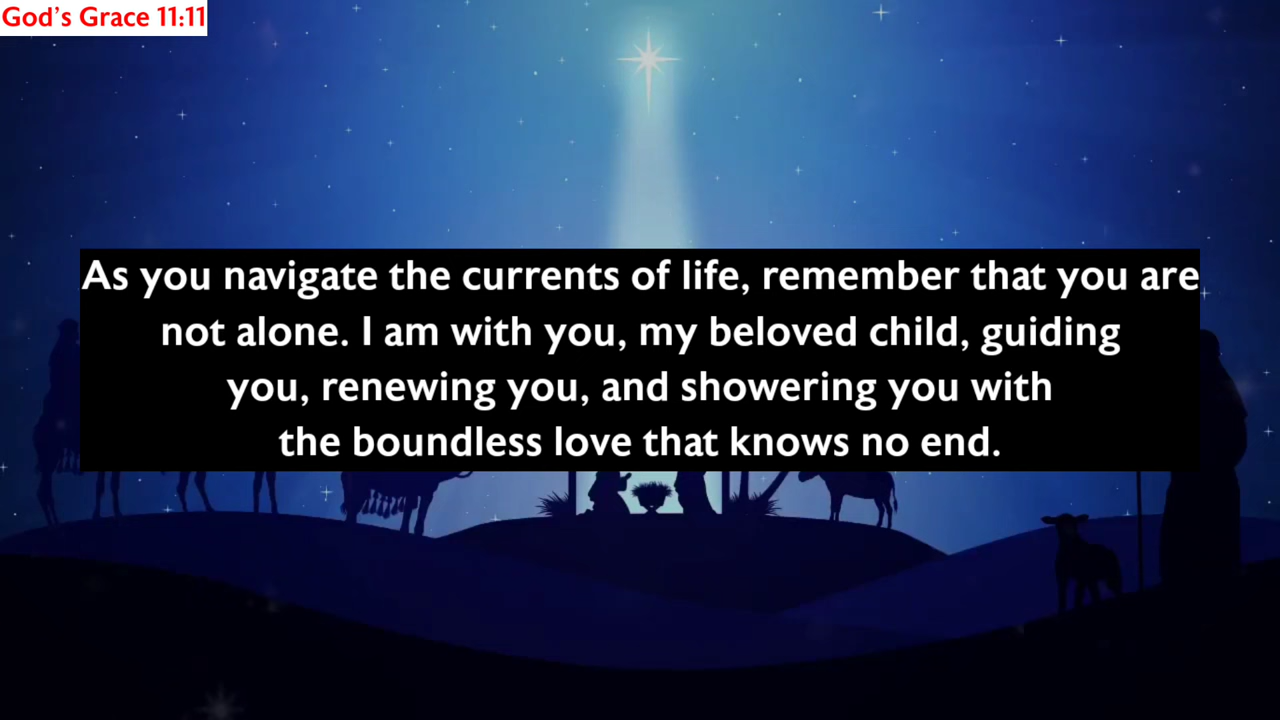 God's Grace 11:11
As you navigate the currents of life, remember that you are
not alone. I am with you, my beloved child, guiding
you, renewing you, and showering you with
the boundless love that knows no end.